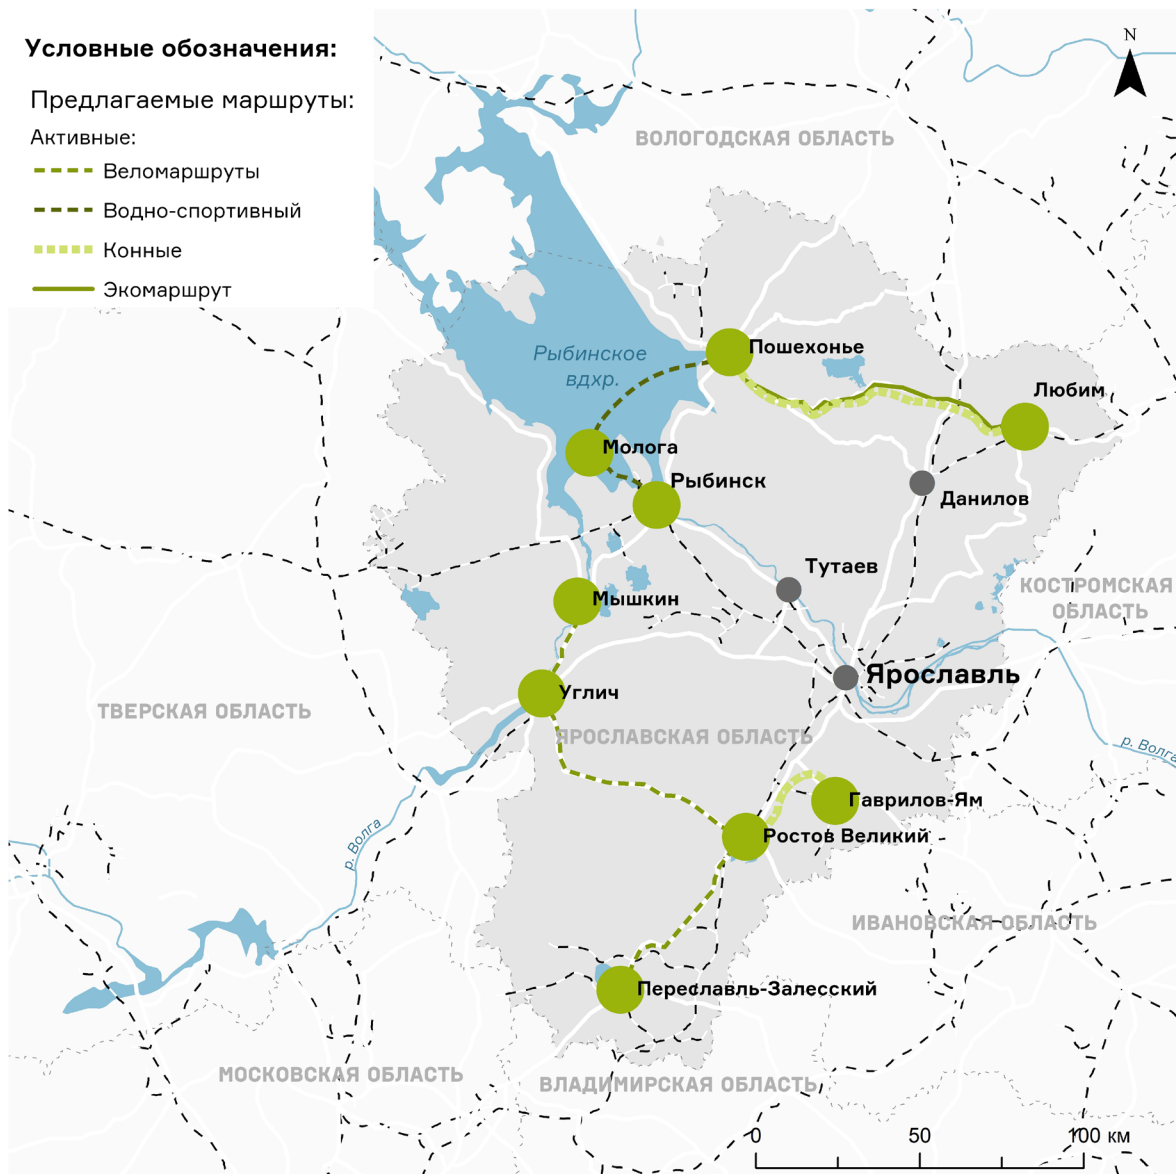 Условные обозначения:
Предлагаемые маршруты:
Активные:
Веломаршруты
Водно-спортивный
Конные
Экомаршрут
N
ВОЛОГОДСКАЯ ОБЛАСТЬ
Рыбинское
вдхр.
Пошехонье
Любим
Молога
Рыбинск
Данилов
Тутаев
КОСТРОМСКАЯ
ОБЛАСТЬ
Мышкин
Ярославль
Углич
ТВЕРСКАЯ ОБЛАСТЬ
ЯРОСЛАВСКАЯ ОБЛАСТЬ
р. Волга
Гаврилов-Ям
Ростов Великий
р. Волга
ИВАНОВСКАЯ ОБЛАСТЬ
Переславль-Залесский
МОСКОВСКАЯ ОБЛАСТЬ
ВЛАДИМИРСКАЯ ОБЛАСТЬ
0 50 100 км